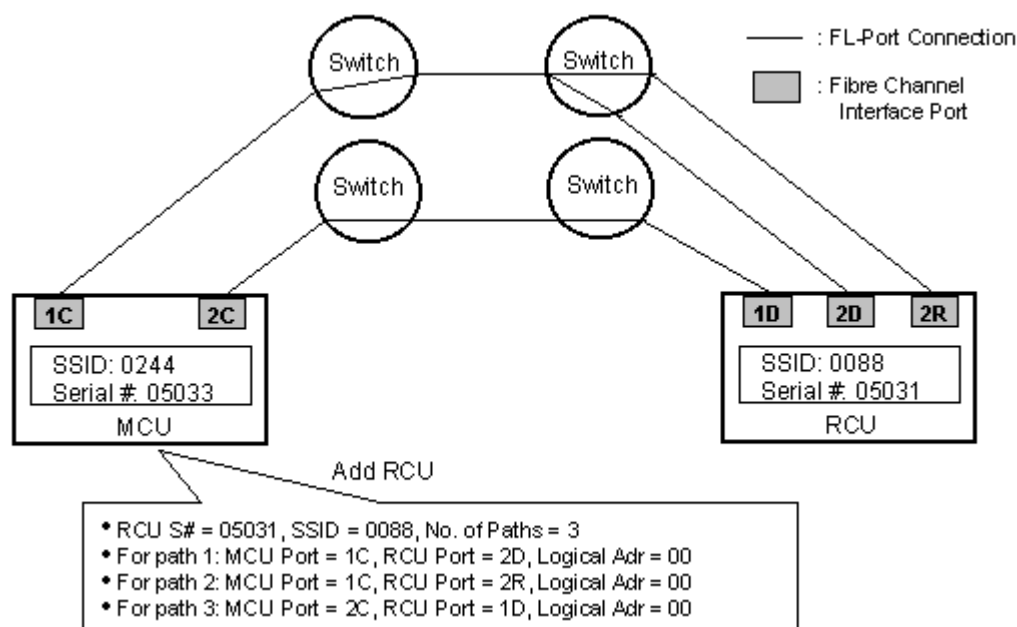 Switch
Switch
: FL-Port Connection
: Fibre Channel
Interface Port
Switch
Switch
1C
2C
1D
2D
2R
SSID: 0244
Serial #: 05033
MCU
SSID: 0088
Serial #: 05031
RCU
Add RCU
• RCU S# = 05031, SSID = 0088, No. of Paths = 3
• For path 1: MCU Port = 1C, RCU Port = 2D, Logical Adr = 00
• For path 2: MCU Port = 1C, RCU Port = 2R, Logical Adr = 00
• For path 3: MCU Port = 2C, RCU Port = 1D, Logical Adr = 00